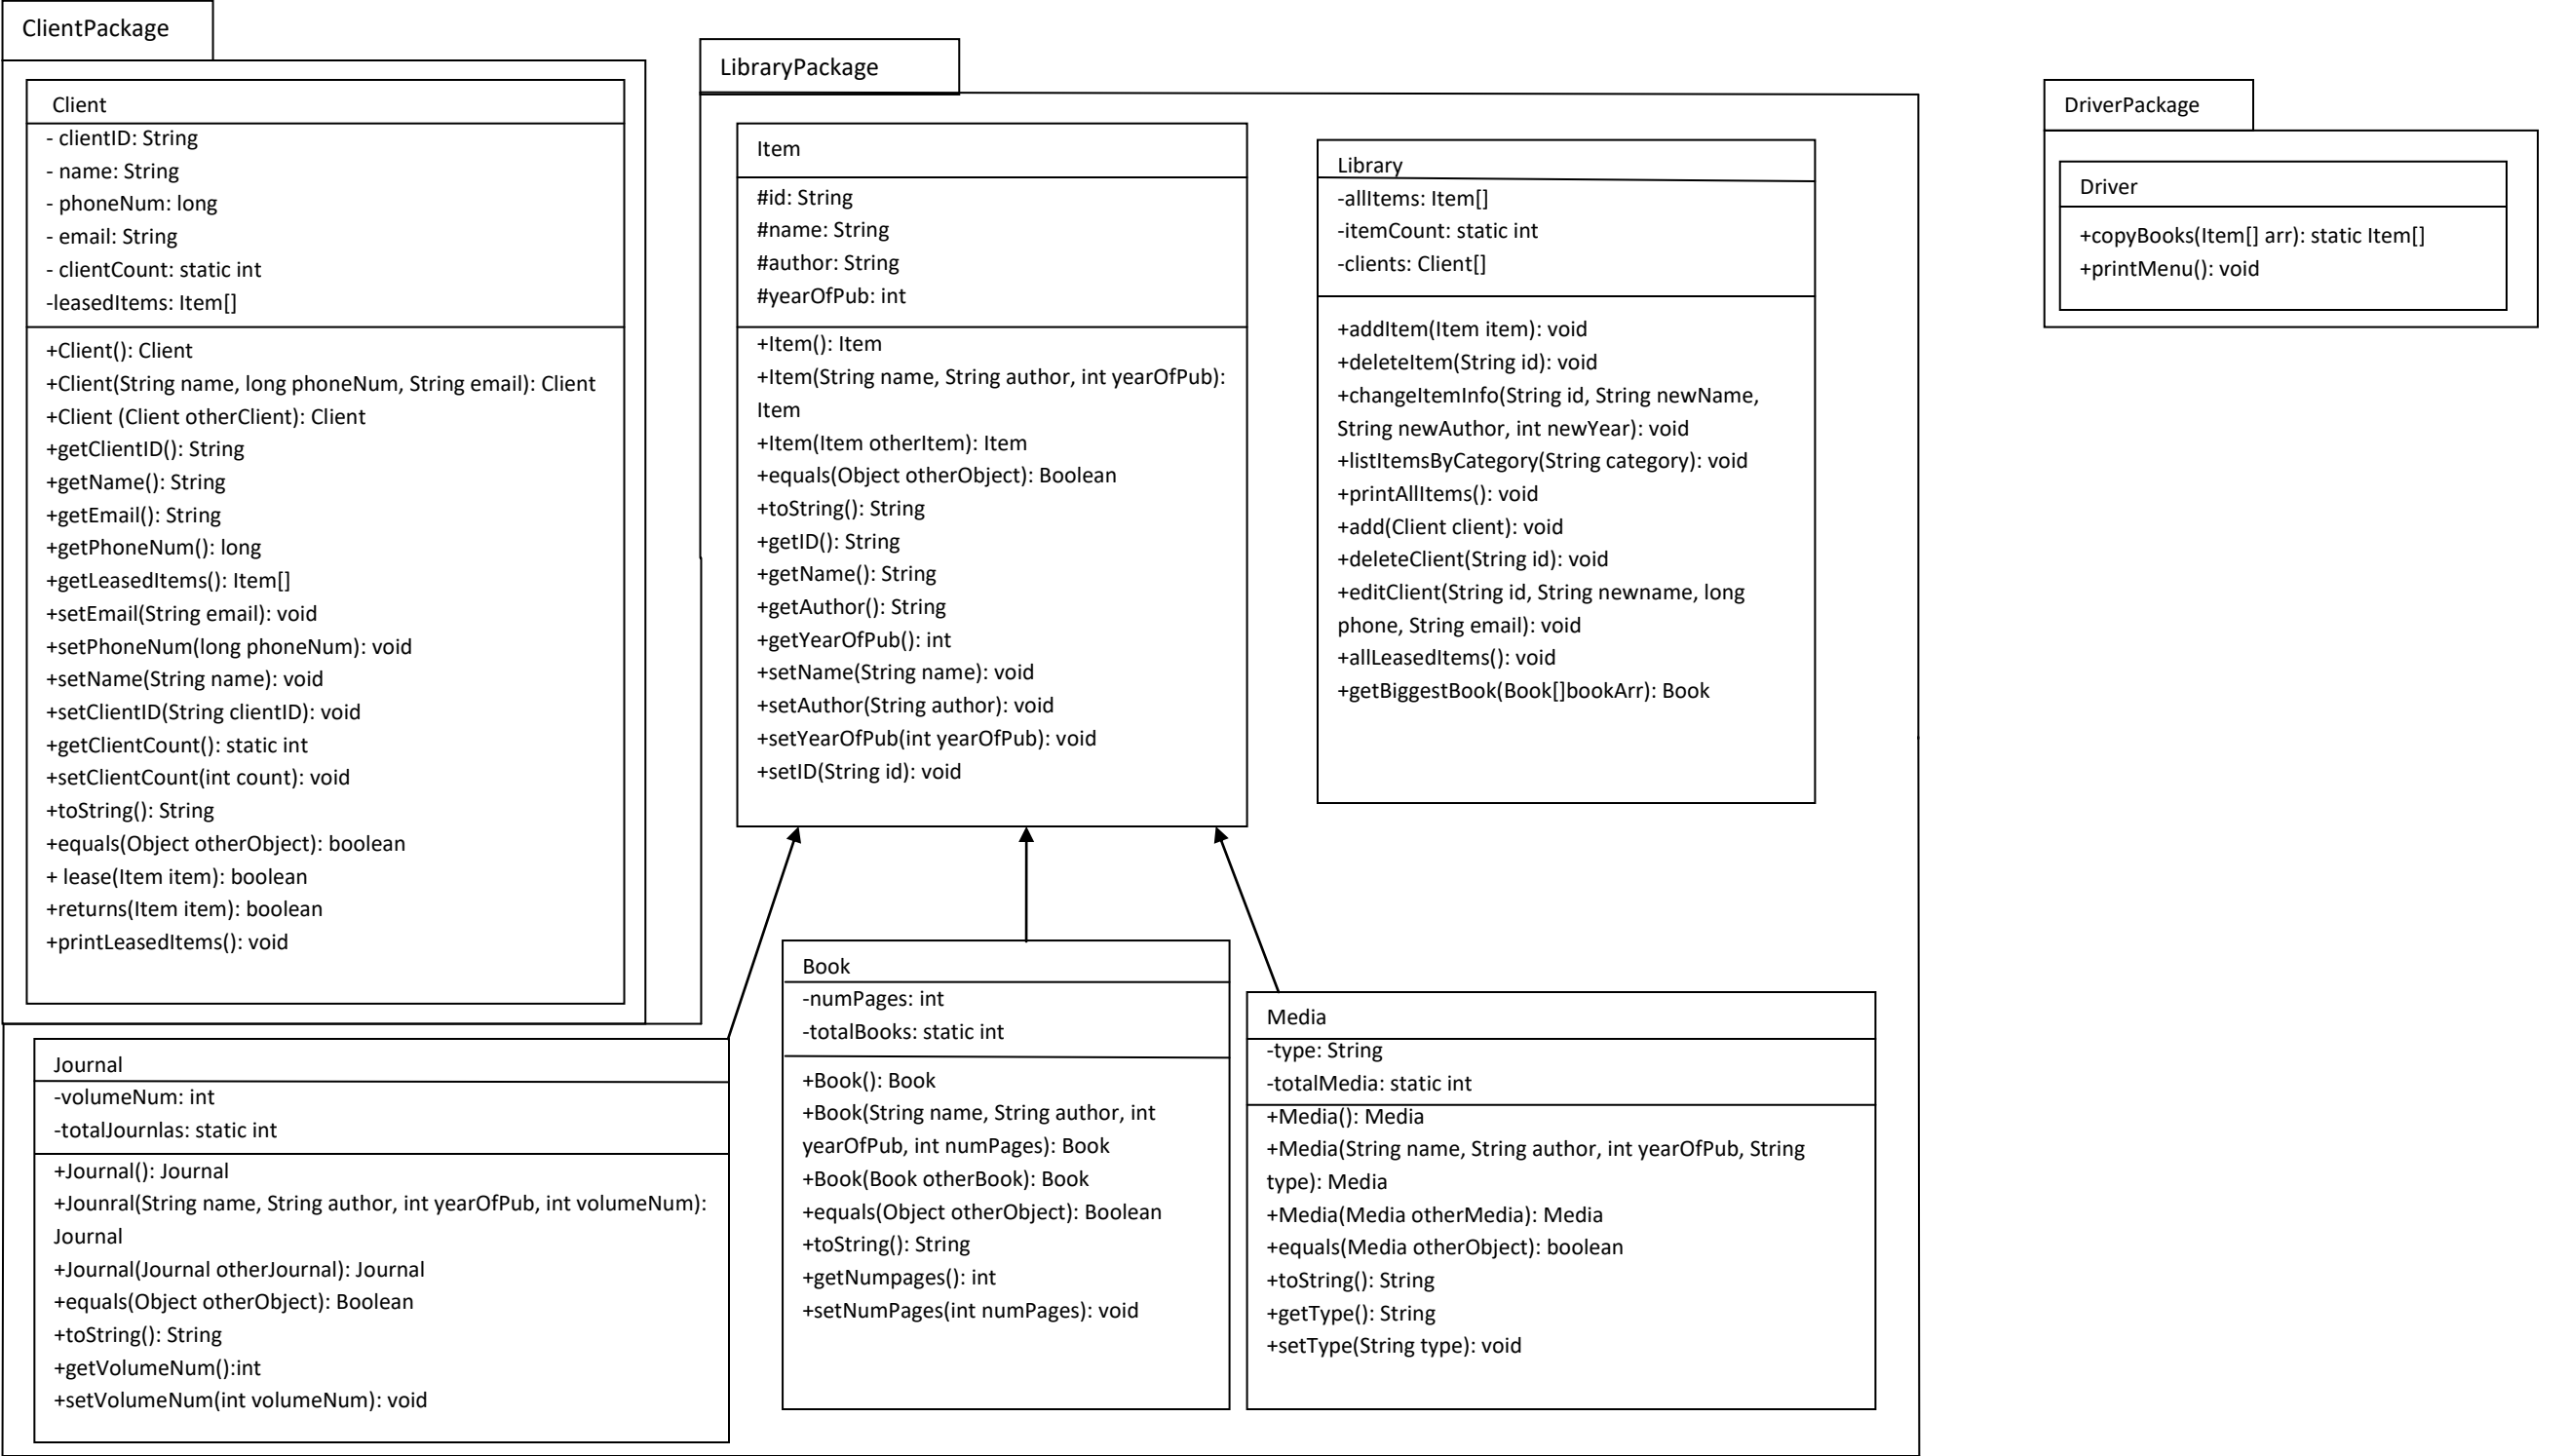 ClientPackage
Client
- clientID: String
- name: String
- phoneNum: long
- email: String
- clientCount: static int
-leasedItems: Item[]
+Client(): Client
+Client(String name, long phoneNum, String email): Client
+Client (Client otherClient): Client
+getClientID(): String
+getName(): String
+getEmail(): String
+getPhoneNum(): long
+getLeasedItems(): Item[]
+setEmail(String email): void
+setPhoneNum(long phoneNum): void
+setName(String name): void
+setClientID(String clientID): void
+getClientCount(): static int
+setClientCount(int count): void
+toString(): String
+equals(Object otherObject): boolean
+ lease(Item item): boolean
+returns(Item item): boolean
+printLeasedItems(): void
LibraryPackage
Item
#id: String
#name: String
#author: String
#yearOfPub: int
+Item(): Item
+Item(String name, String author, int yearOfPub):
Item
+Item(Item otherItem): Item
+equals(Object otherObject): Boolean
+toString(): String
+getID(): String
+getName(): String
+getAuthor(): String
+getYearOfPub(): int
+setName(String name): void
+setAuthor(String author): void
+setYearOfPub(int yearOfPub): void
+setID(String id): void
Library
-allItems: Item[]
-itemCount: static int
-clients: Client[]
+addItem(Item item): void
+deleteItem(String id): void
+changeItemInfo(String id, String newName,
String newAuthor, int newYear): void
+listItemsByCategory(String category): void
+printAllItems(): void
+add(Client client): void
+deleteClient(String id): void
+editClient(String id, String newname, long
phone, String email): void
+allLeasedItems(): void
+getBiggestBook(Book[]bookArr): Book
DriverPackage
Driver
+copyBooks(Item[] arr): static Item[]
+printMenu(): void
Journal
-volumeNum: int
-totalJournlas: static int
+Journal(): Journal
+Jounral(String name, String author, int yearOfPub, int volumeNum):
Journal
+Journal(Journal otherJournal): Journal
+equals(Object otherObject): Boolean
+toString(): String
+getVolumeNum():int
+setVolumeNum(int volumeNum): void
Book
-numPages: int
-totalBooks: static int
+Book(): Book
+Book(String name, String author, int
yearOfPub, int numPages): Book
+Book(Book otherBook): Book
+equals(Object otherObject): Boolean
+toString(): String
+getNumpages(): int
+setNumPages(int numPages): void
Media
-type: String
-totalMedia: static int
+Media(): Media
+Media(String name, String author, int yearOfPub, String
type): Media
+Media(Media otherMedia): Media
+equals(Media otherObject): boolean
+toString(): String
+getType(): String
+setType(String type): void